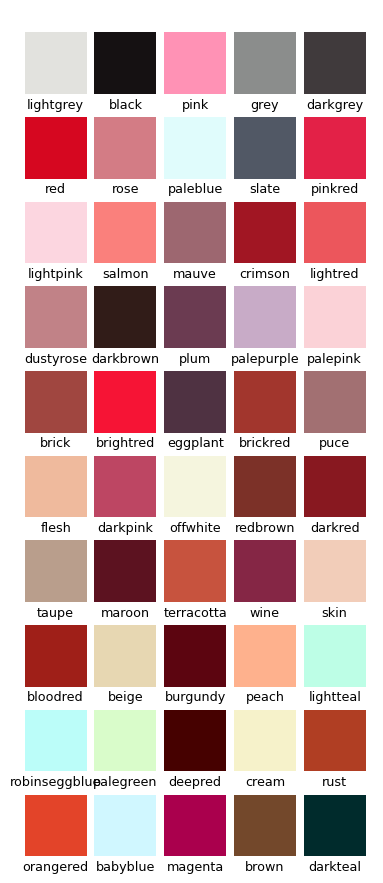 lightgrey black pink grey darkgrey
red rose paleblue slate pinkred
lightpink salmon mauve crimson lightred
dustyrose darkbrown plum palepurple palepink
brick brightred eggplant brickred puce
flesh darkpink offwhite redbrown darkred
taupe maroon terracotta wine skin
bloodred beige burgundy peach lightteal
robinseggblue palegreen deepred cream rust
orangered babyblue magenta brown darkteal